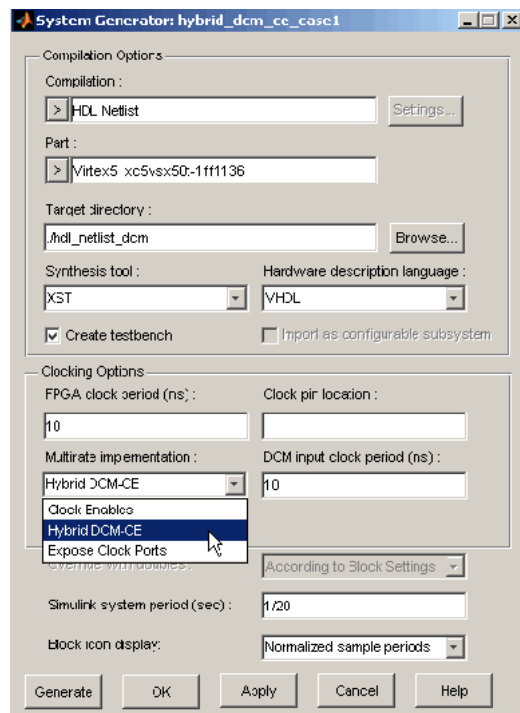 System Generator: hybrid_dcm_ce_case1
Compilation Options
Compilation :
> HDL Netlist Settings...
Part :
> Virtex5 xc5vsx50t-1ff1136
Target directory :
./hdl_netlist_dcm Browse...
Synthesis tool : Hardware description language :
XST VHDL
Create testbench Import as configurable subsystem
Clocking Options
FPGA clock period (ns) : Clock pin location :
10
Multirate implementation : DCM input clock period (ns) :
Hybrid DCM-CE 10
Clock Enables
Hybrid DCM-CE
Expose Clock Ports
Override with doubles : According to Block Settings
Simulink system period (sec) : 1/20
Block icon display: Normalized sample periods
Generate OK Apply Cancel Help